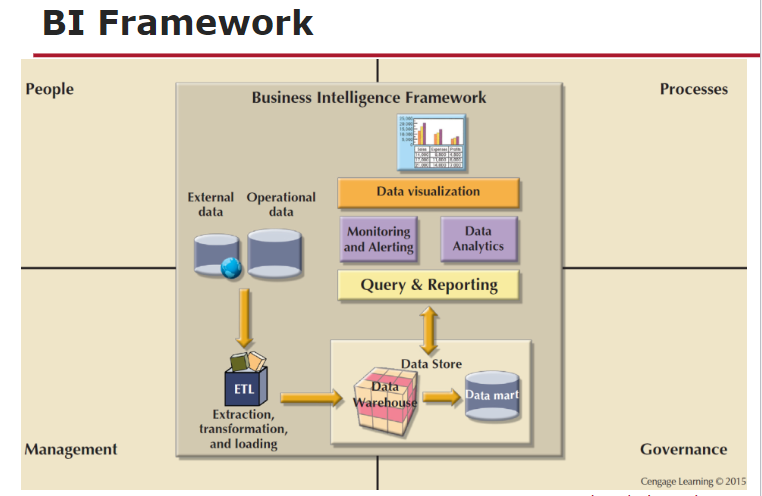 BI Framework
People
Processes
Business Intelligence Framework
Data visualization
External
data
Operational
data
Monitoring
and Alerting
Data
Analytics
Query & Reporting
Data Store
ETL
Data
Warehouse
Data mart
Extraction,
transformation,
and loading
Management
Governance
Cengage Learning © 2015